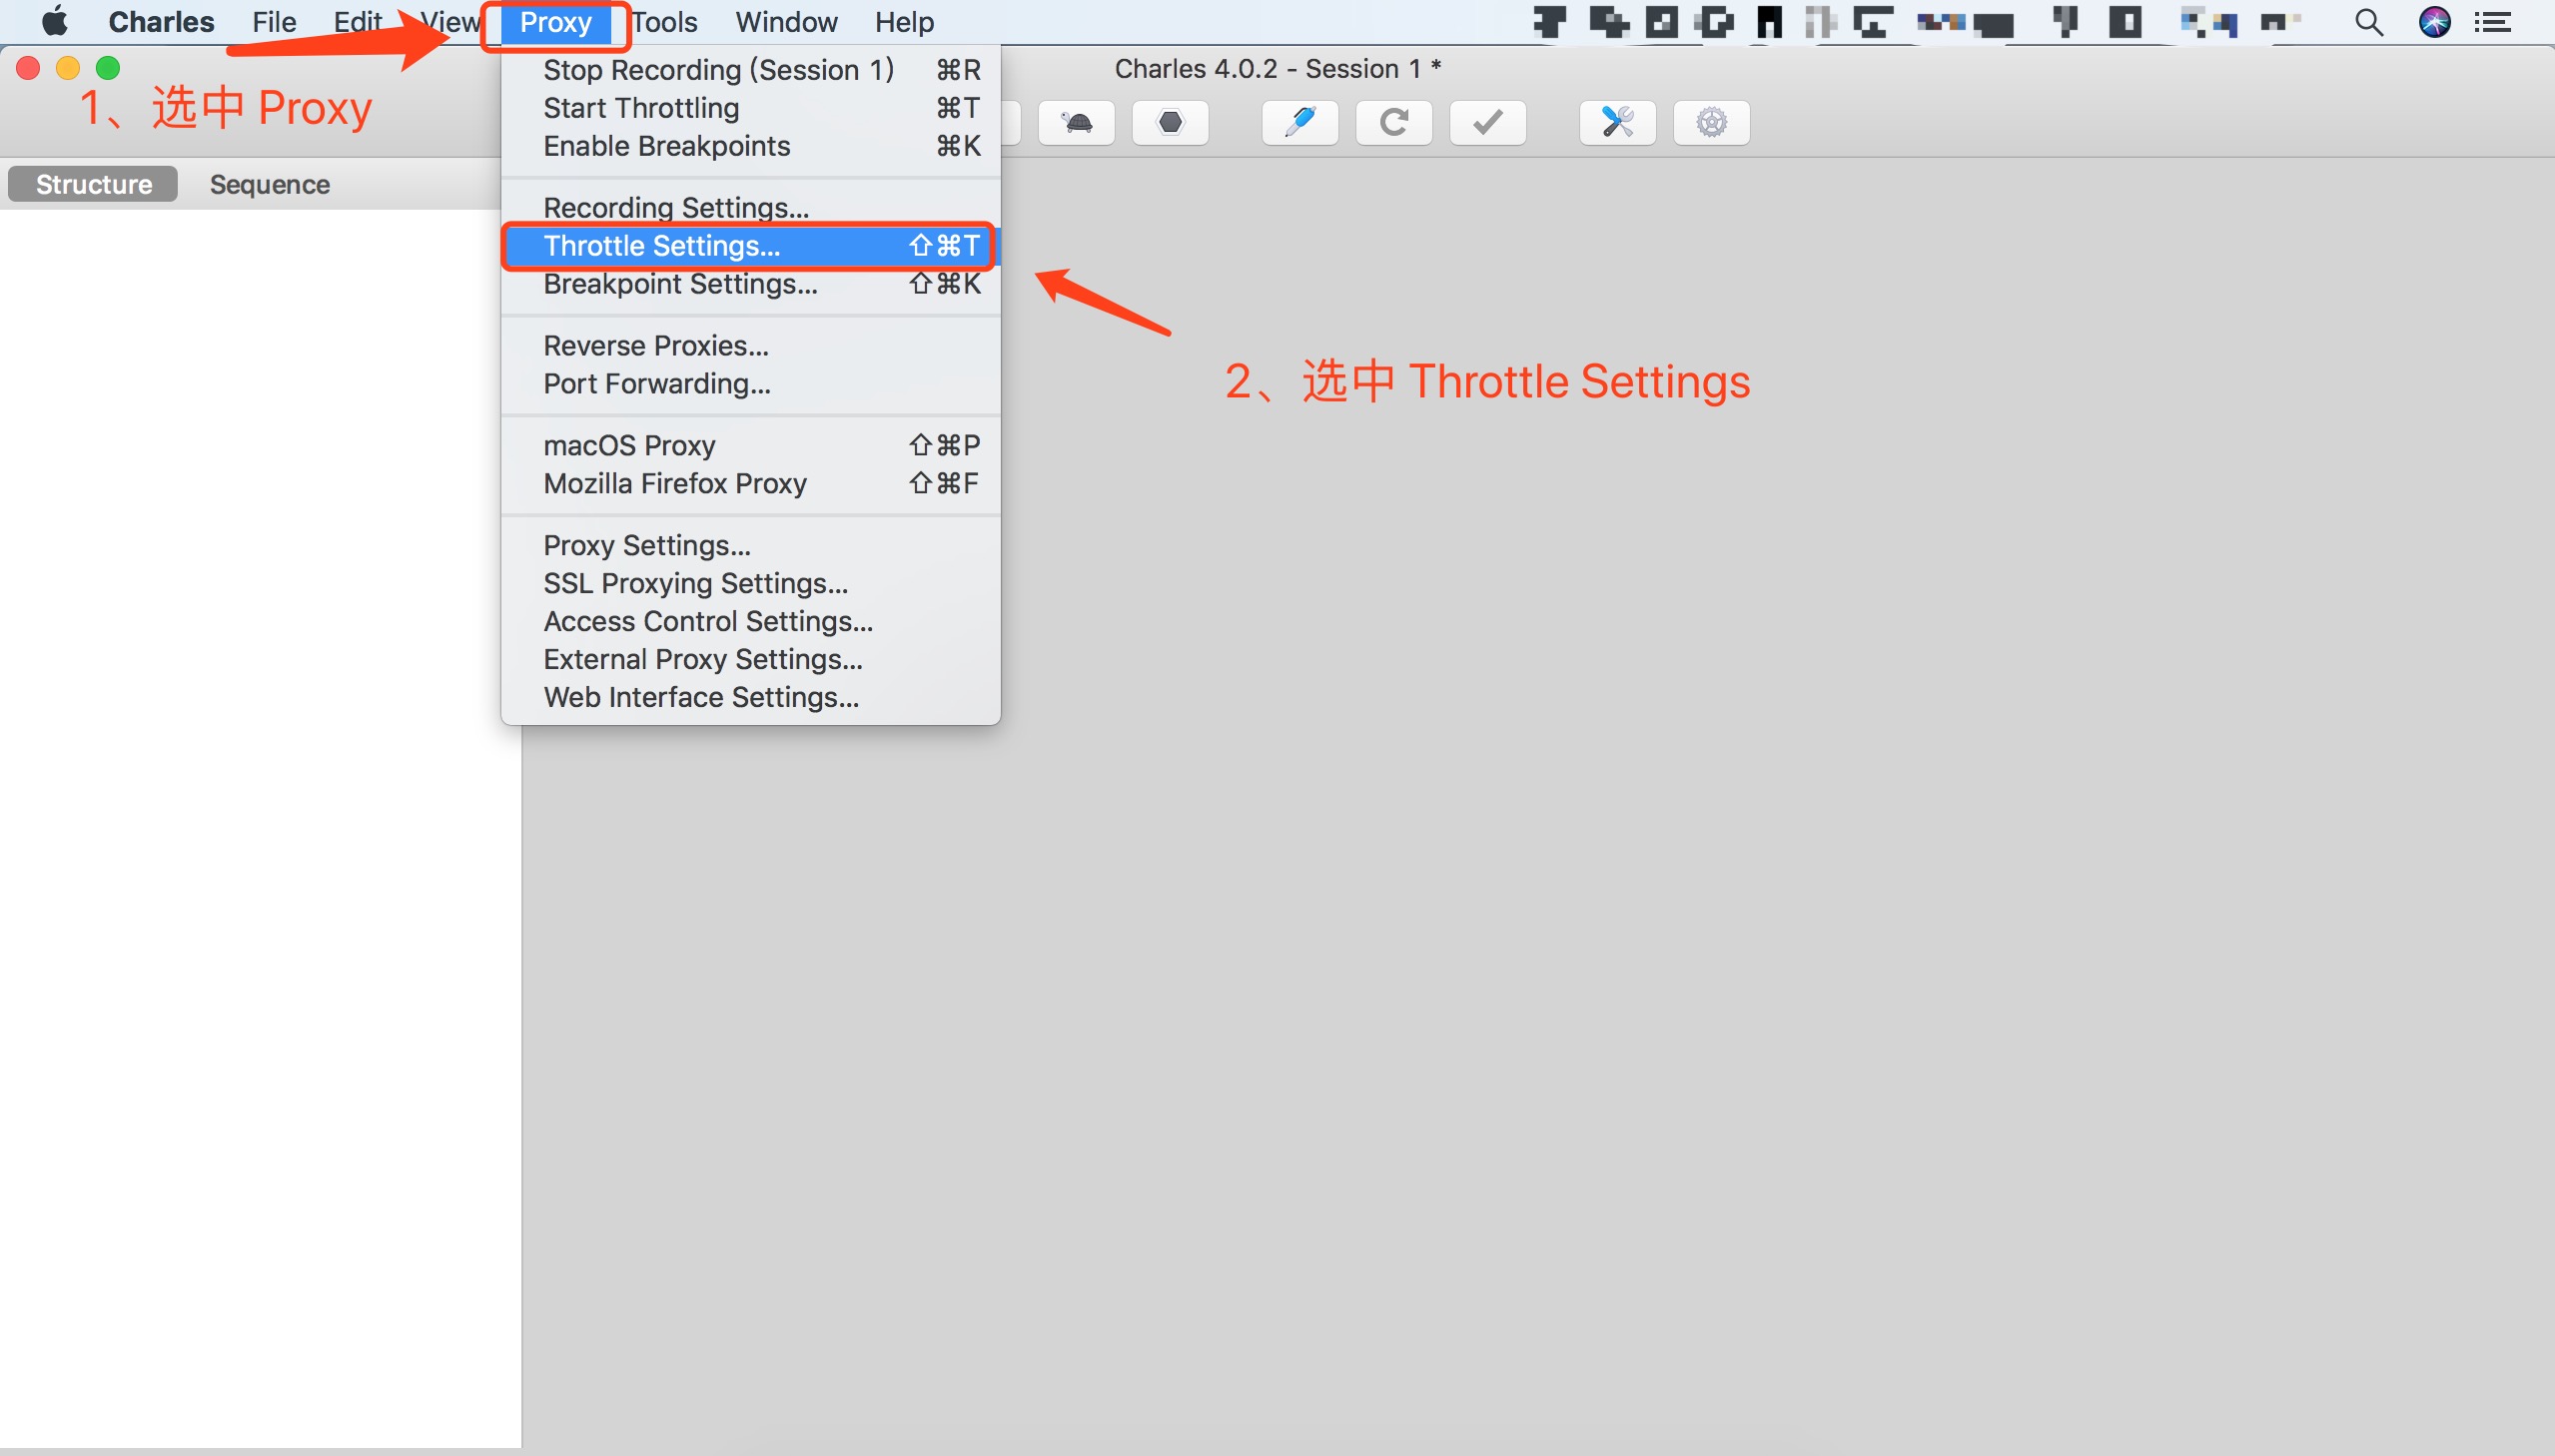 Charles File Edit View Proxy Tools Window Help
Charles 4.0.2 - Session 1 *
1、选中 Proxy
Structure Sequence
Stop Recording (Session 1) ⌘R
Start Throttling ⌘T
Enable Breakpoints ⌘K
Recording Settings...
Throttle Settings... ⇧⌘T
Breakpoint Settings... ⇧⌘K
Reverse Proxies...
Port Forwarding...
macOS Proxy ⇧⌘P
Mozilla Firefox Proxy ⇧⌘F
Proxy Settings...
SSL Proxying Settings...
Access Control Settings...
External Proxy Settings...
Web Interface Settings...
2、选中 Throttle Settings